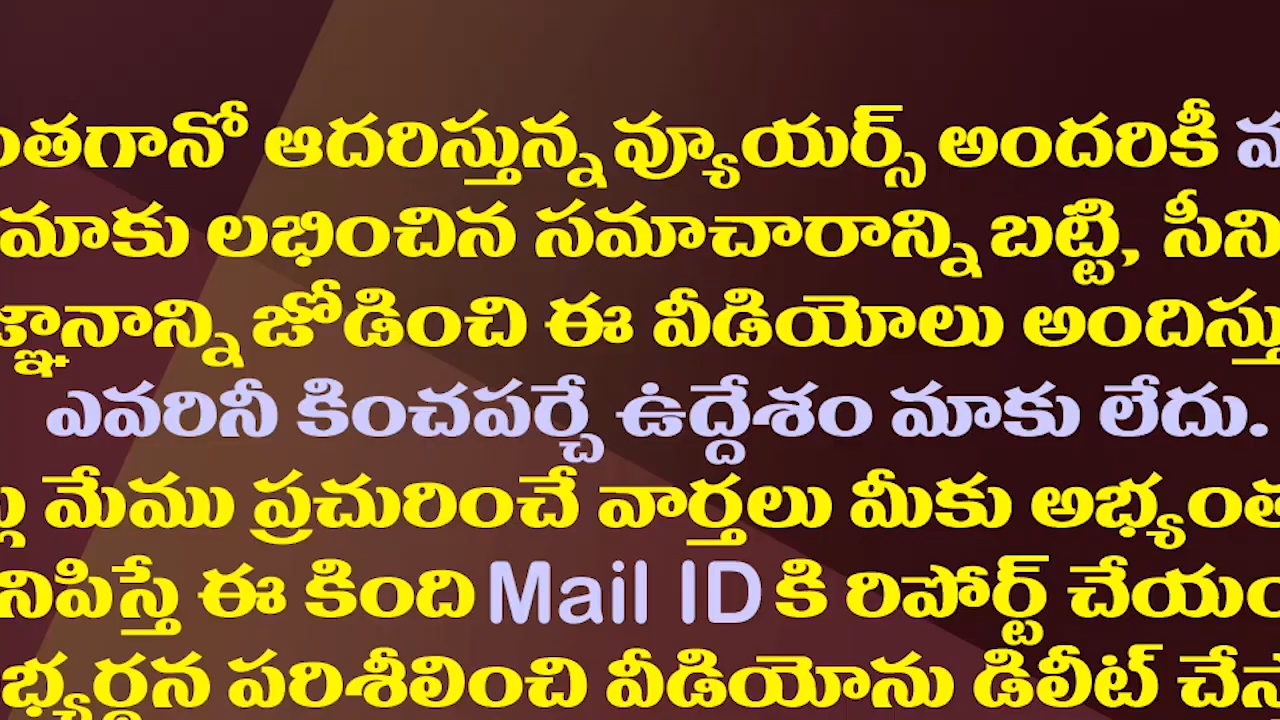 ంతగానో ఆదరిస్తున్న వ్యూయర్స్ అందరికీ
మాకు లభించిన సమాచారాన్ని బట్టి, సీని
జ్ఞానాన్ని జోడించి ఈ వీడియోలు అందిస్తు
ఎవరినీ కించపర్చే ఉద్దేశం మాకు లేదు.
మేము ప్రచురించే వార్తలు మీకు అభ్యంత
నిపిస్తే ఈ కింది Mail ID కి రిపోర్ట్ చేయం
భ్యర్థన పరిశీలించి వీడియోను డిలీట్ చేస